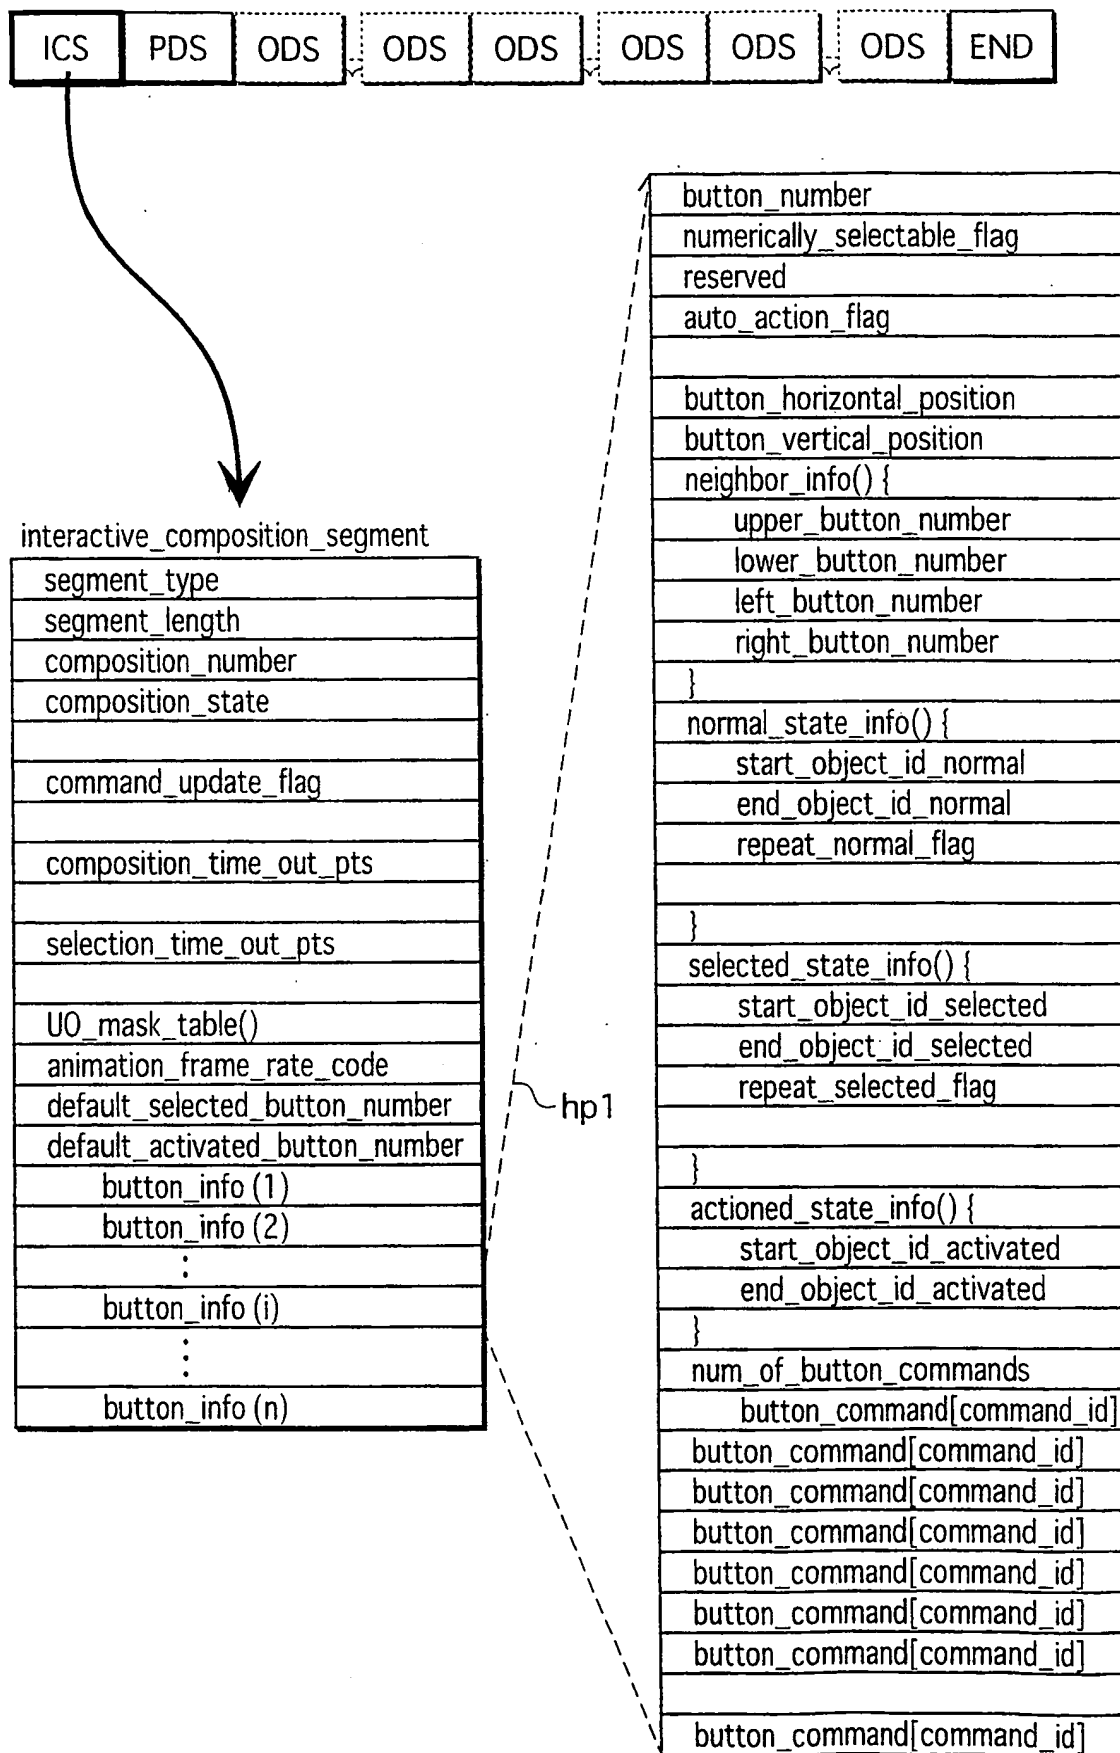 ICS PDS ODS ODS ODS ODS ODS ODS END
interactive_composition_segment
segment_type
segment_length
composition_number
composition_state
command_update_flag
composition_time_out_pts
selection_time_out_pts
UO_mask_table()
animation_frame_rate_code
default_selected_button_number
default_activated_button_number
button_info (1)
button_info (2)
⋮
button_info (i)
⋮
button_info (n)
hp1
button_number
numerically_selectable_flag
reserved
auto_action_flag
button_horizontal_position
button_vertical_position
neighbor_info() {
upper_button_number
lower_button_number
left_button_number
right_button_number
}
normal_state_info() {
start_object_id_normal
end_object_id_normal
repeat_normal_flag
}
selected_state_info() {
start_object_id_selected
end_object_id_selected
repeat_selected_flag
}
actioned_state_info() {
start_object_id_activated
end_object_id_activated
}
num_of_button_commands
button_command[command_id]
button_command[command_id]
button_command[command_id]
button_command[command_id]
button_command[command_id]
button_command[command_id]
button_command[command_id]
button_command[command_id]